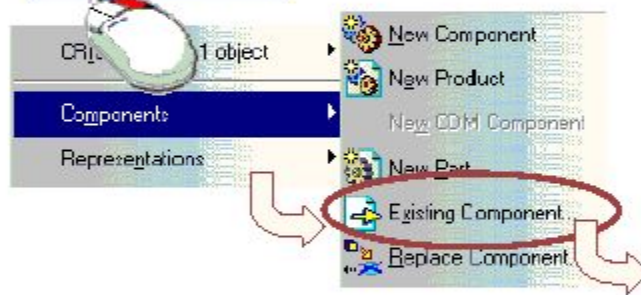 1 object
Components
Representations
New Component
New Product
New CDM Component
New Part
Existing Component...
Replace Component...